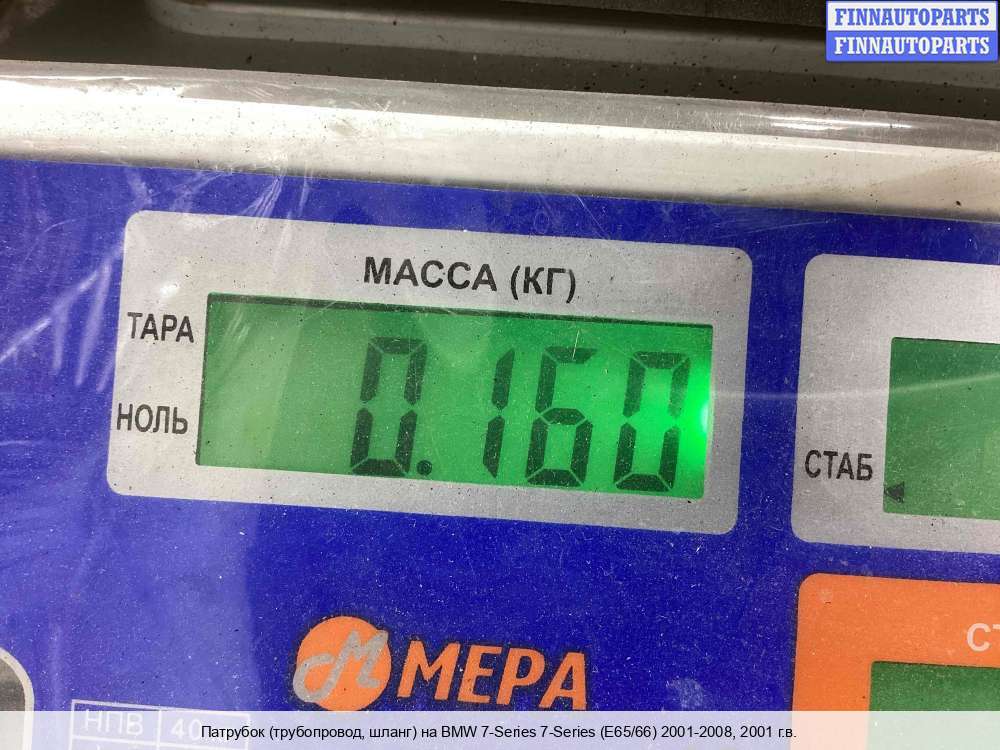 FINNAUTOPARTS
FINNAUTOPARTS
МАССА (КГ)
ТАРА
0.160
НОЛЬ
СТАБ
МЕРА
НПВ 40
Патрубок (трубопровод, шланг) на BMW 7-Series 7-Series (E65/66) 2001-2008, 2001 г.в.